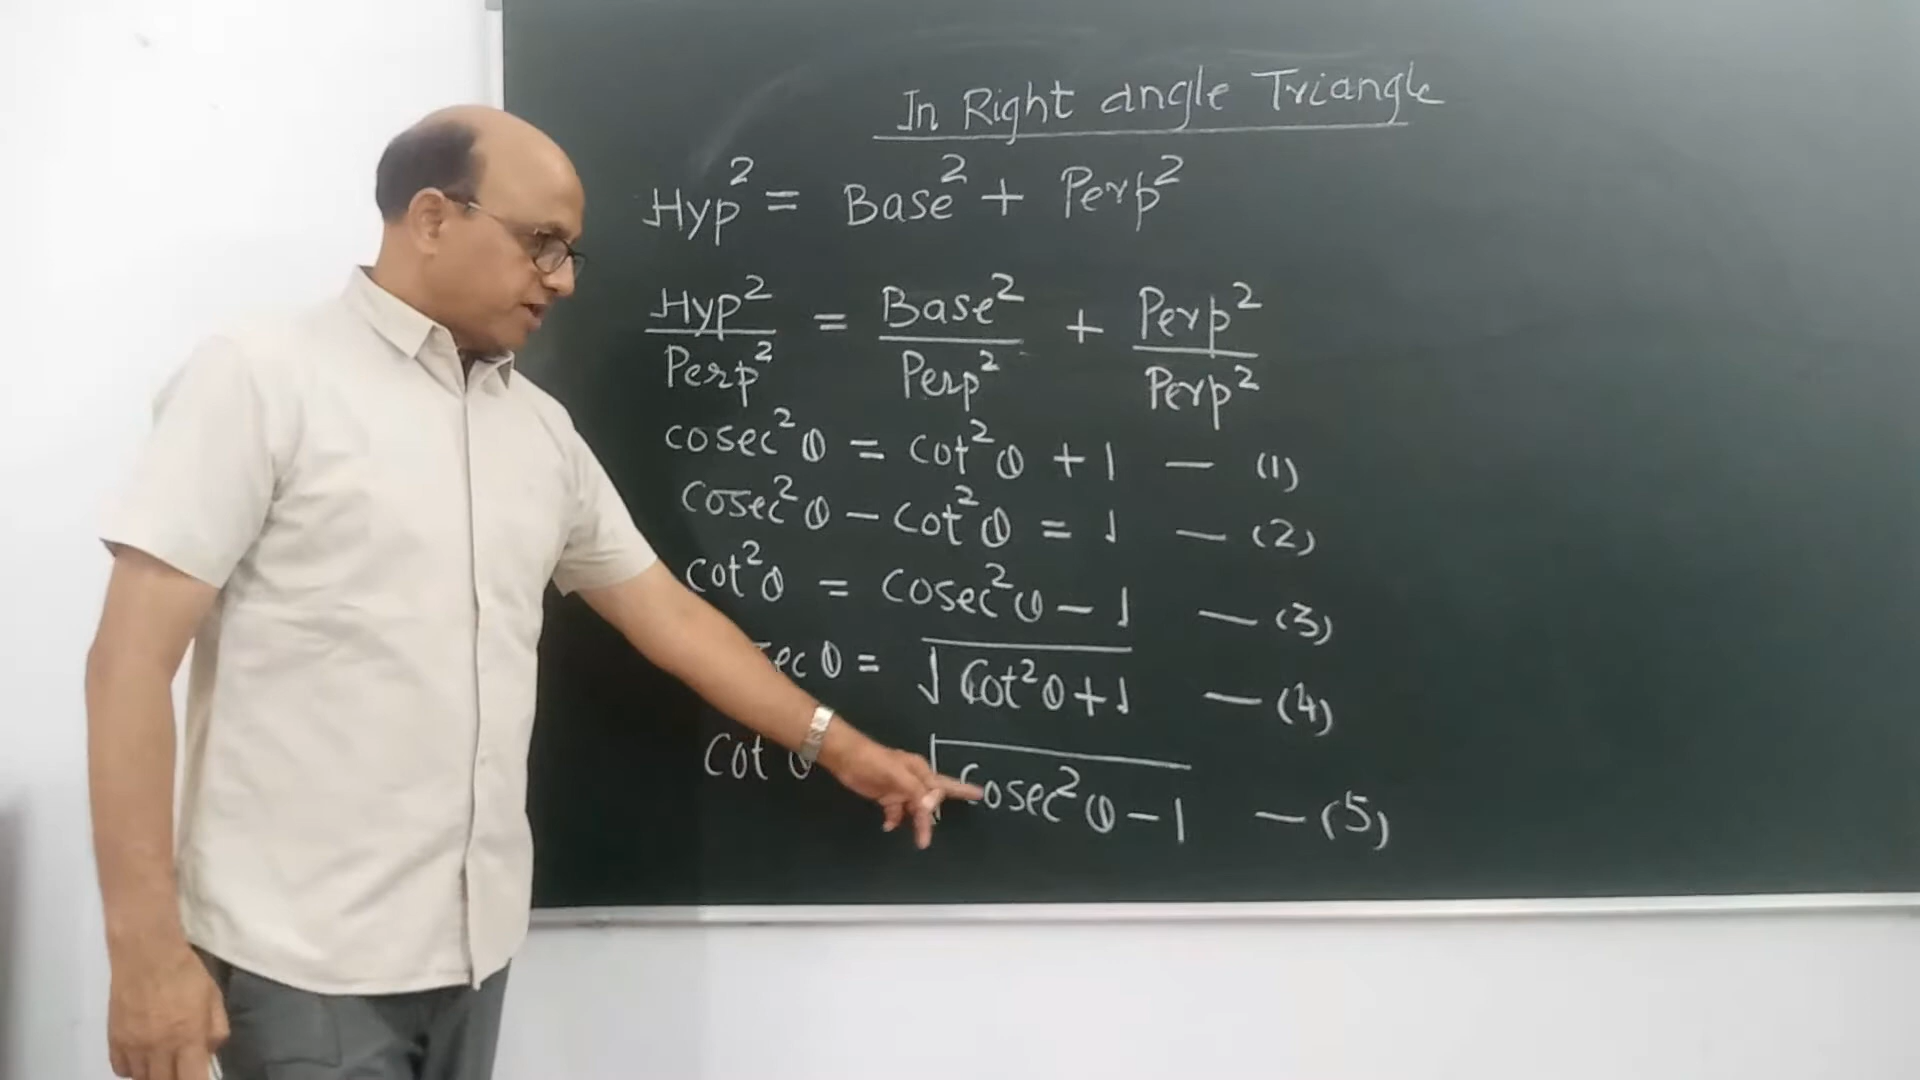 In Right angle Triangle
Hyp² = Base² + Perp²
Hyp²/Perp² = Base²/Perp² + Perp²/Perp²
cosec²θ = cot²θ + 1 — (1)
cosec²θ – cot²θ = 1 — (2)
cot²θ = cosec²θ – 1 — (3)
sec θ = √(cot²θ + 1) — (4)
cot θ √(cosec²θ – 1) — (5)